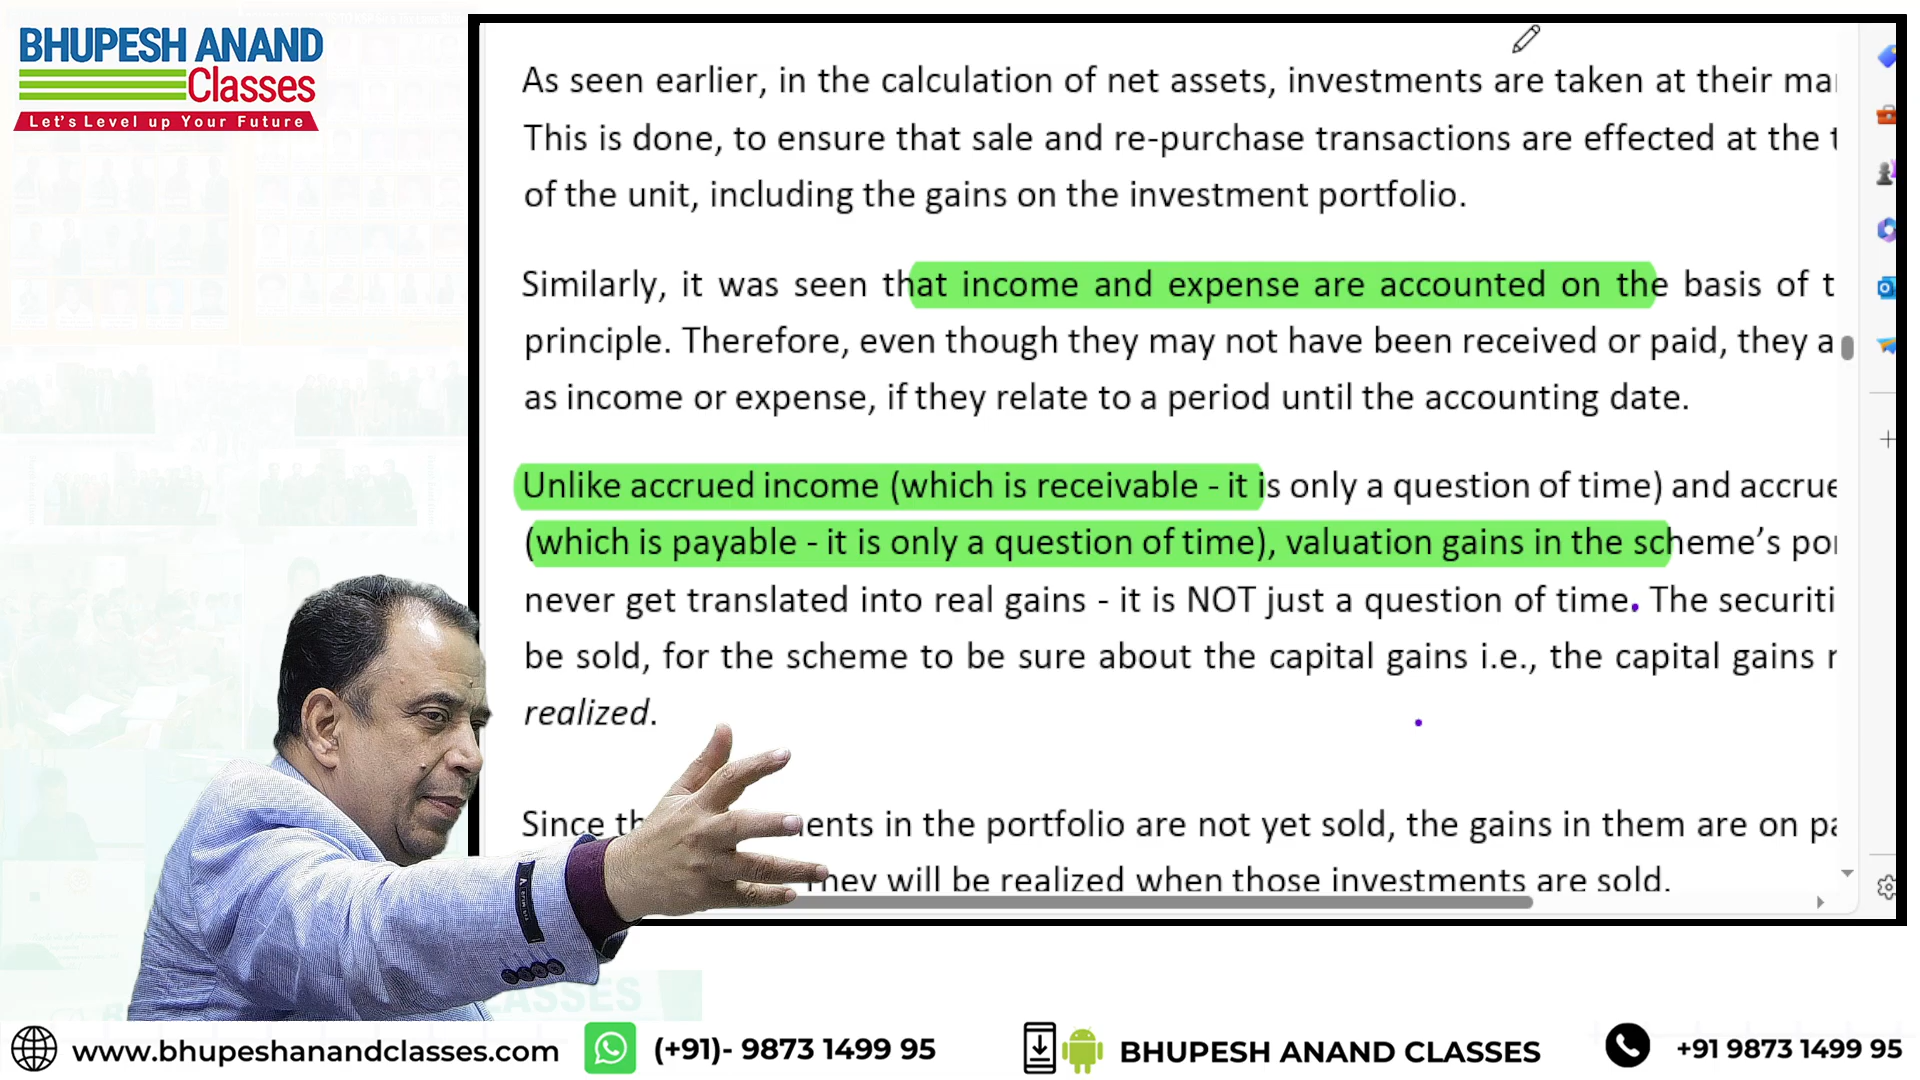 BHUPESH ANAND
Classes
Let's Level up Your Future
As seen earlier, in the calculation of net assets, investments are taken at their
This is done, to ensure that sale and re-purchase transactions are effected at the
of the unit, including the gains on the investment portfolio.
Similarly, it was seen that income and expense are accounted on the basis of
principle. Therefore, even though they may not have been received or paid, they
as income or expense, if they relate to a period until the accounting date.
Unlike accrued income (which is receivable - it is only a question of time) and
(which is payable - it is only a question of time), valuation gains in the scheme's
never get translated into real gains - it is NOT just a question of time. The
be sold, for the scheme to be sure about the capital gains i.e., the capital gains
realized.
Since in the portfolio are not yet sold, the gains in them are on
they will be realized when those investments are sold.
CLASSES
www.bhupeshanandclasses.com
(+91)- 9873 1499 95
BHUPESH ANAND CLASSES
+91 9873 1499 95